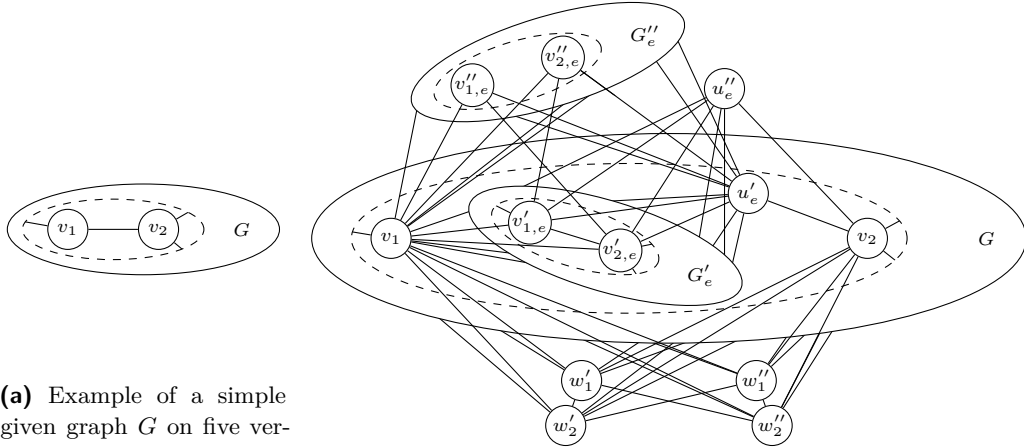 G''_e
v''_{2,e}
v''_{1,e}
u''_e
u'_e
v_1 v_2 G
v'_{1,e}
v_1 v'_{2,e} v_2 G
G'_e
w'_1 w''_1
(a) Example of a simple
w'_2 w''_2
given graph G on five ver-